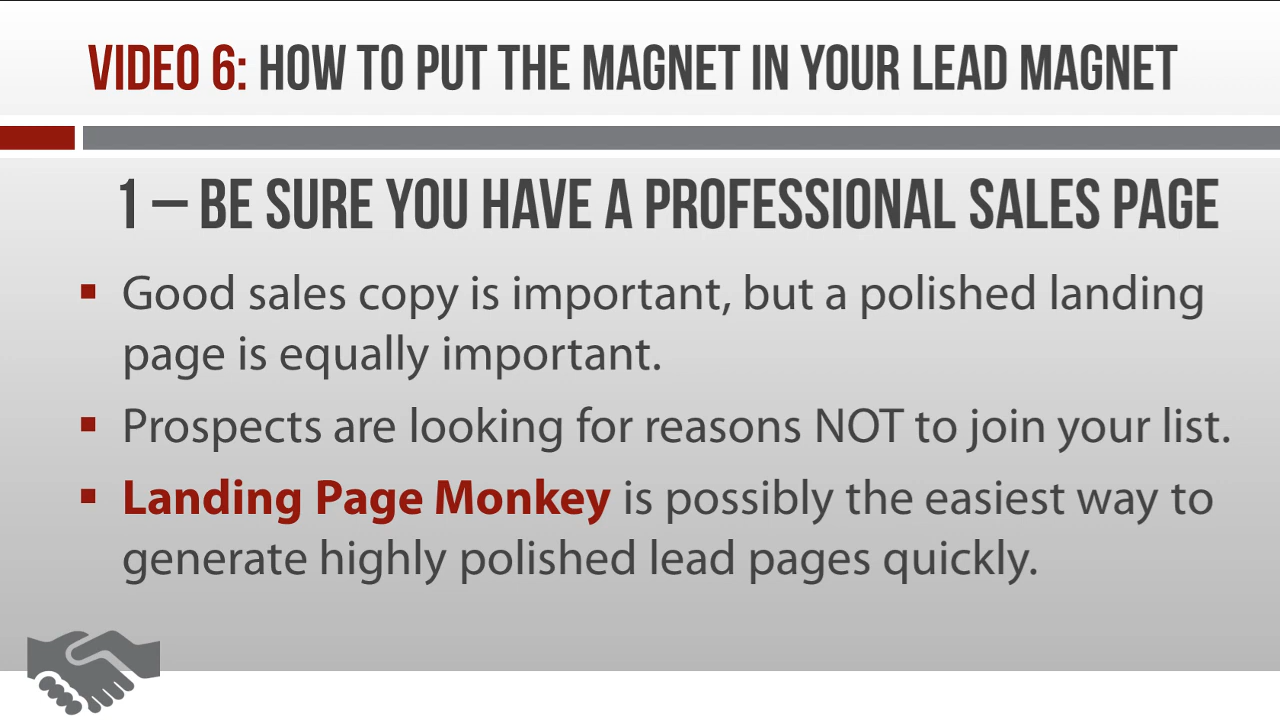 VIDEO 6: HOW TO PUT THE MAGNET IN YOUR LEAD MAGNET
1 – BE SURE YOU HAVE A PROFESSIONAL SALES PAGE
▪ Good sales copy is important, but a polished landing
page is equally important.
▪ Prospects are looking for reasons NOT to join your list.
▪ Landing Page Monkey is possibly the easiest way to
generate highly polished lead pages quickly.